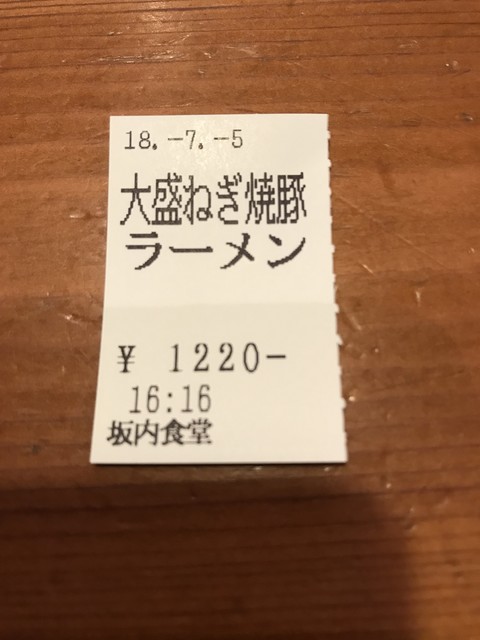 18.-7.-5
大盛ねぎ焼豚
ラーメン
¥ 1220-
16:16
坂内食堂